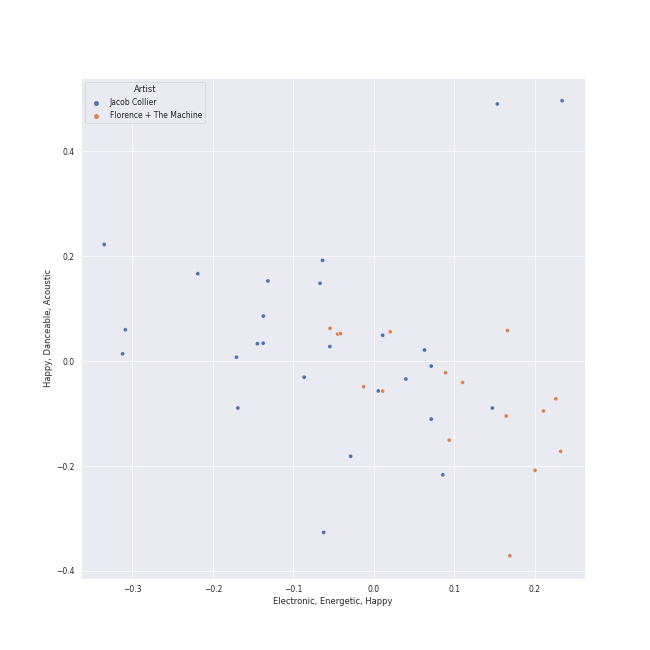 Artist
Jacob Collier
Florence + The Machine
0.4
0.2
0.0
−0.2
−0.4
Happy, Danceable, Acoustic
−0.3
−0.2
−0.1
0.0
0.1
0.2
Electronic, Energetic, Happy